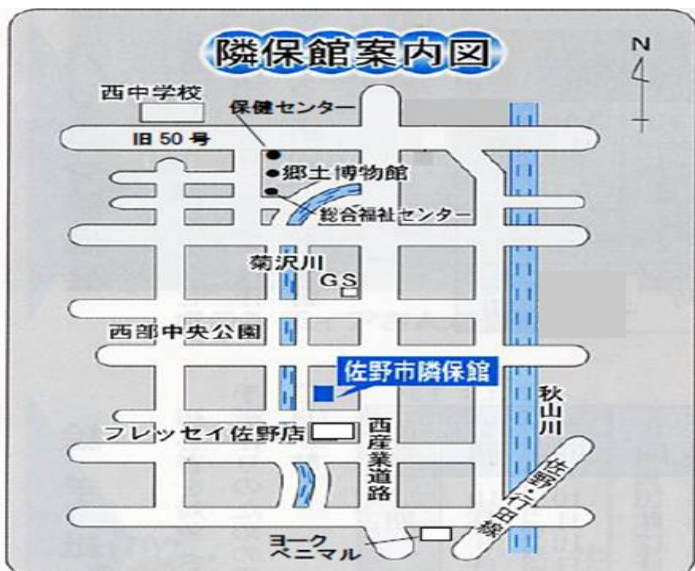 隣保館案内図
N
西中学校
保健センター
旧50号
郷土博物館
総合福祉センター
菊沢川
GS
西部中央公園
佐野市隣保館
秋山川
フレッセイ佐野店
西産業道路
佐野・行田線
ヨーク
ベニマル